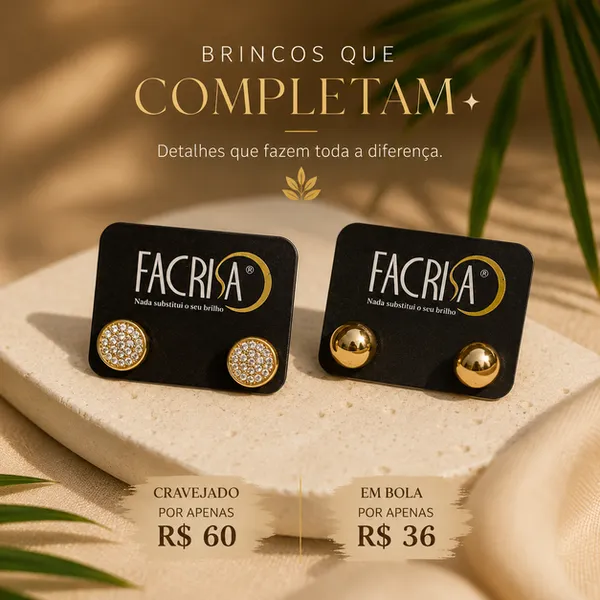 BRINCOS QUE
COMPLETAM
Detalhes que fazem toda a diferença.
FACRISA®
Nada substitui o seu brilho
FACRISA®
Nada substitui o seu brilho
CRAVEJADO
POR APENAS
R$ 60
EM BOLA
POR APENAS
R$ 36